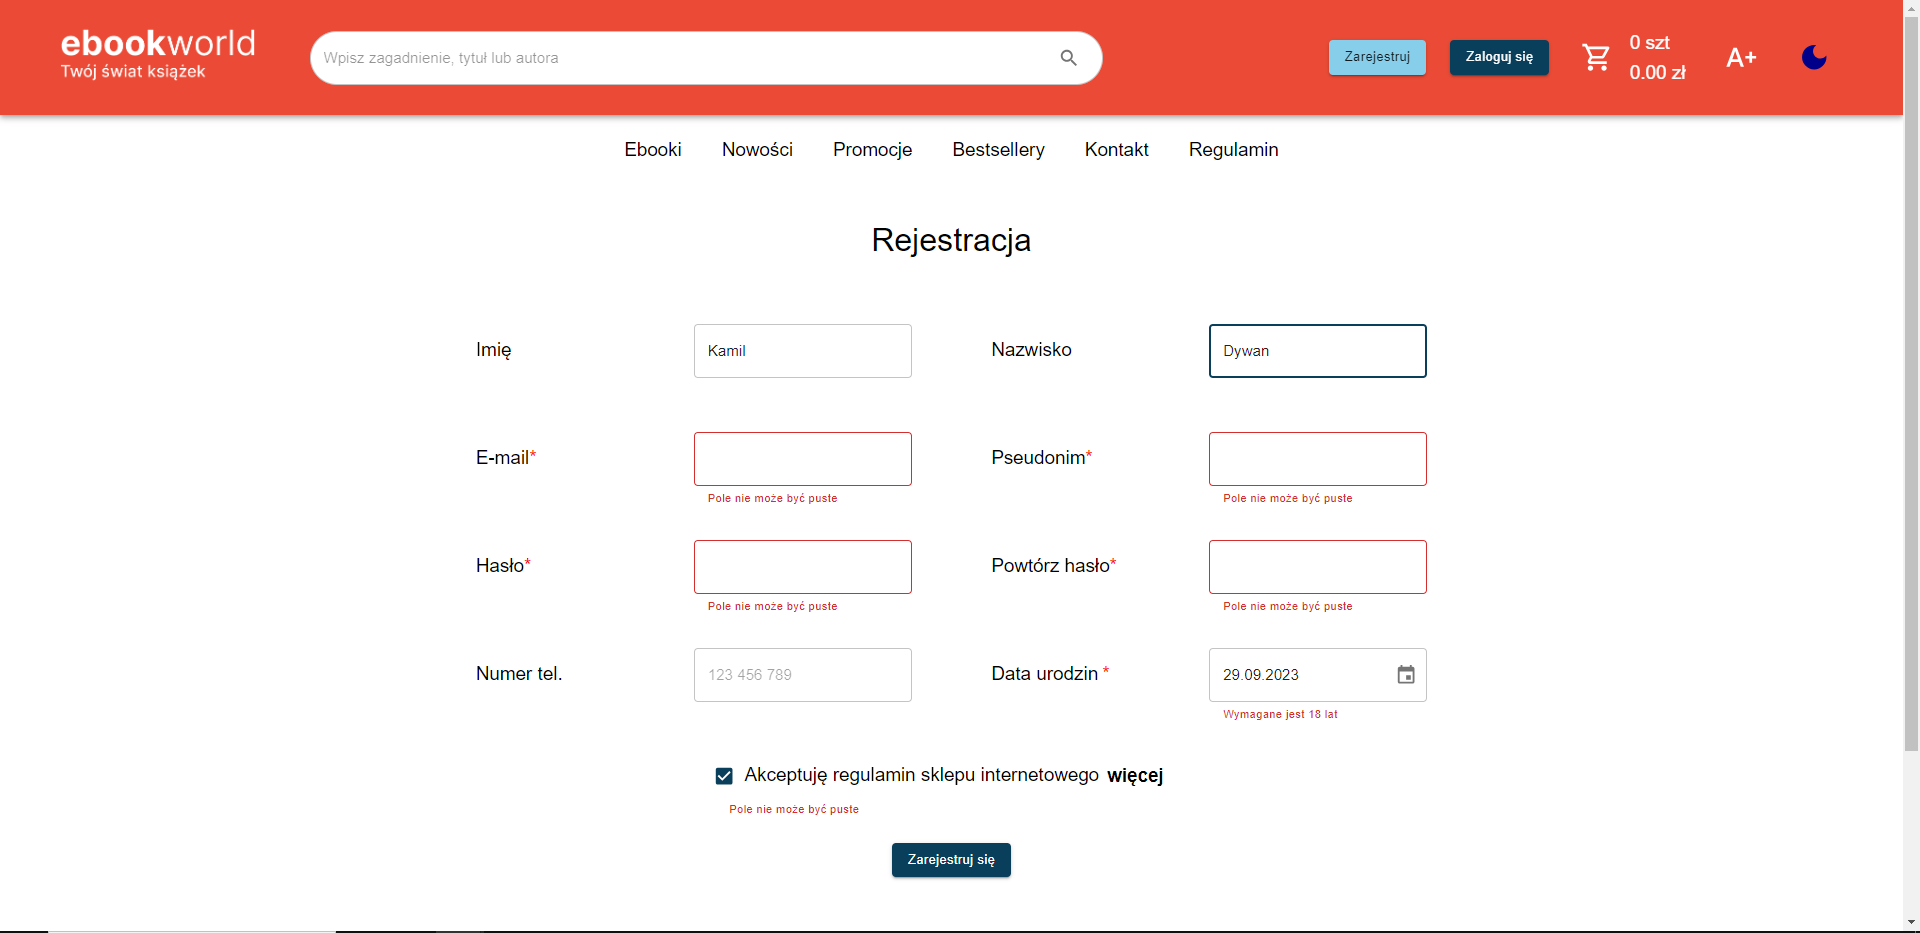 ebookworld
Twój świat książek
Wpisz zagadnienie, tytuł lub autora
Zarejestruj
Zaloguj się
0 szt
0.00 zł
A+
Ebooki Nowości Promocje Bestsellery Kontakt Regulamin
Rejestracja
Imię Kamil Nazwisko Dywan
E-mail* Pseudonim*
Pole nie może być puste Pole nie może być puste
Hasło* Powtórz hasło*
Pole nie może być puste Pole nie może być puste
Numer tel. 123 456 789 Data urodzin * 29.09.2023
Wymagane jest 18 lat
Akceptuję regulamin sklepu internetowego więcej
Pole nie może być puste
Zarejestruj się